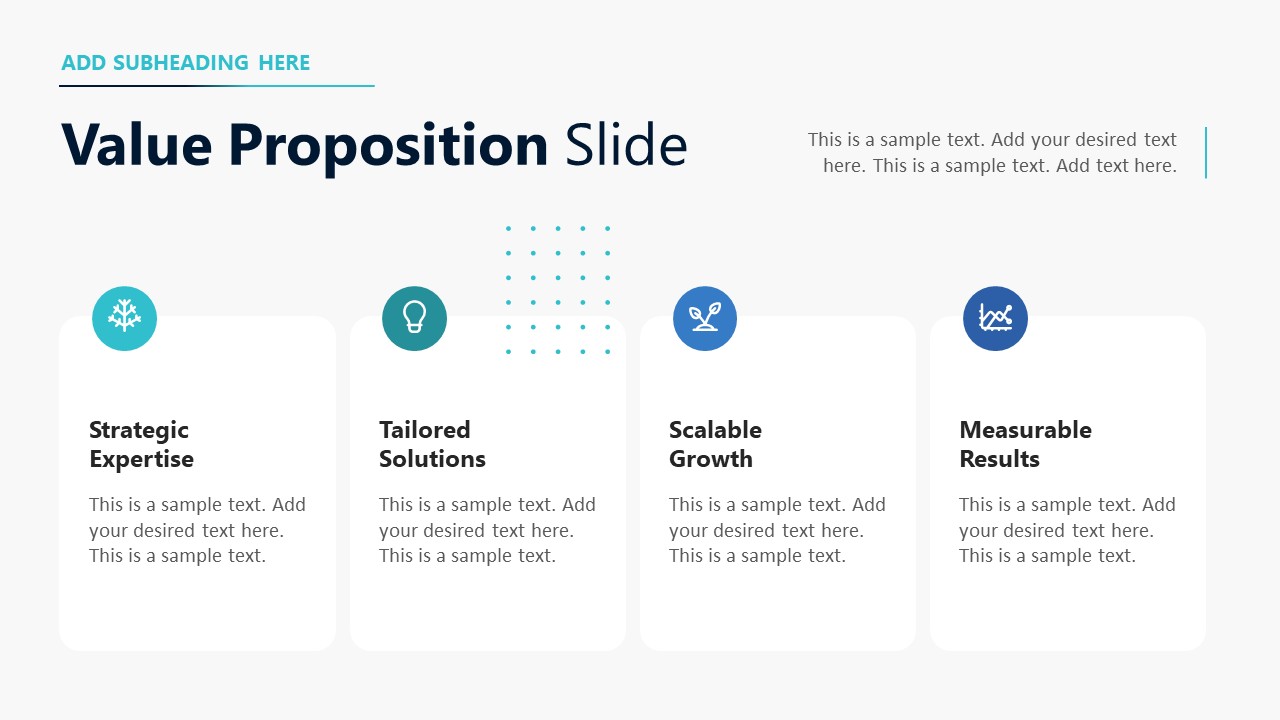 ADD SUBHEADING HERE
Value Proposition Slide
This is a sample text. Add your desired text
here. This is a sample text. Add text here.
Strategic
Expertise
This is a sample text. Add
your desired text here.
This is a sample text.
Tailored
Solutions
This is a sample text. Add
your desired text here.
This is a sample text.
Scalable
Growth
This is a sample text. Add
your desired text here.
This is a sample text.
Measurable
Results
This is a sample text. Add
your desired text here.
This is a sample text.